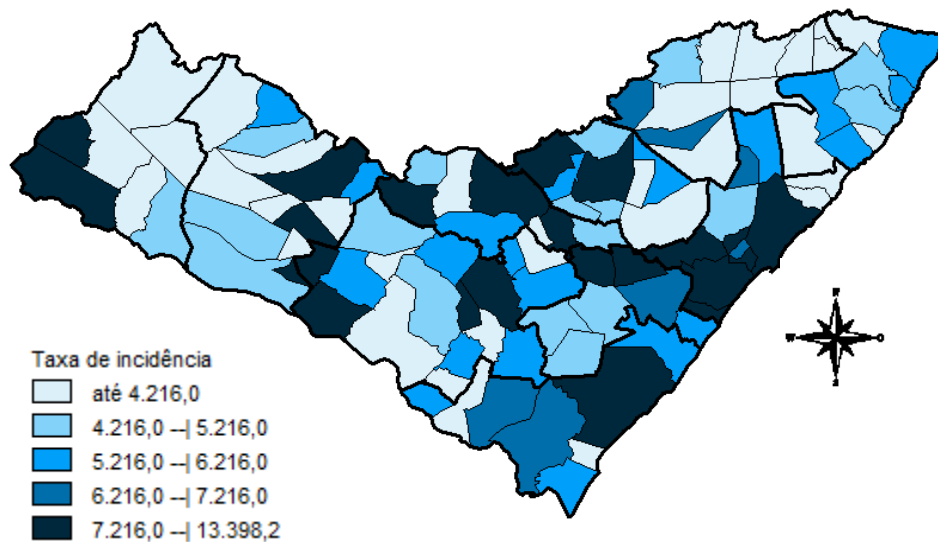 Taxa de incidência
até 4.216,0
4.216,0 --| 5.216,0
5.216,0 --| 6.216,0
6.216,0 --| 7.216,0
7.216,0 --| 13.398,2